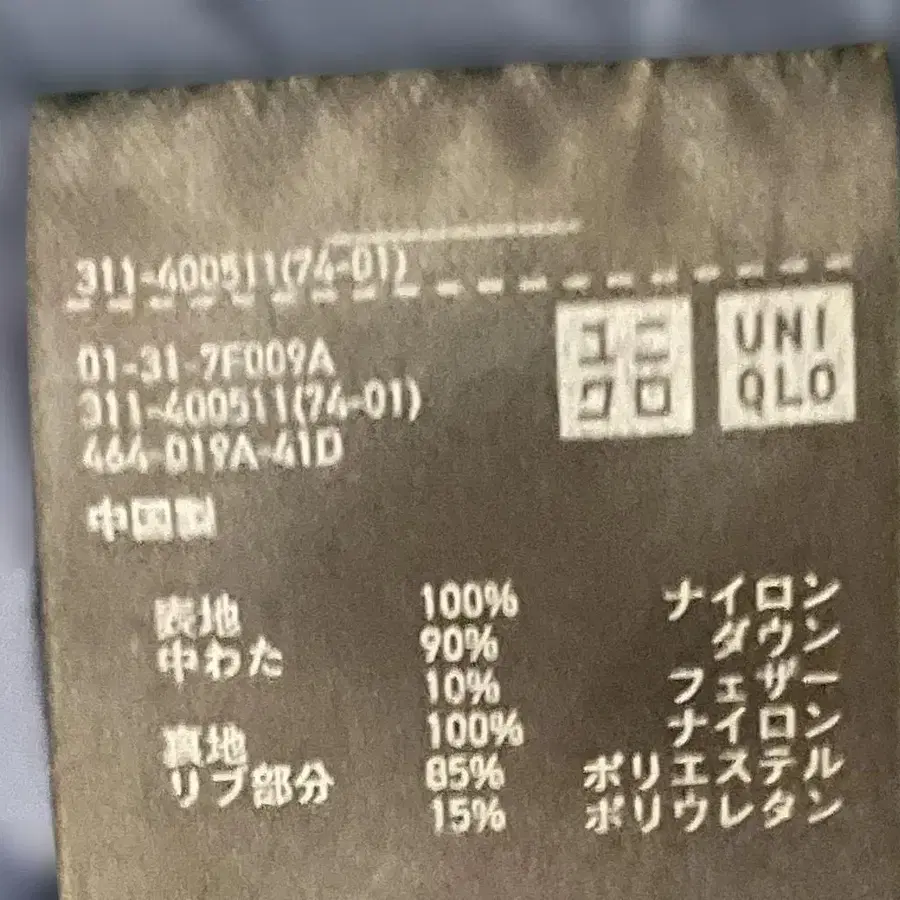 311-400511(74-01)
ユニ
クロ
UNI
QLO
01-31-7F009A
311-400511(74-01)
464-019A-41D
中国製
表地 100% ナイロン
中わた 90% ダウン
10% フェザー
裏地 100% ナイロン
リブ部分 85% ポリエステル
15% ポリウレタン